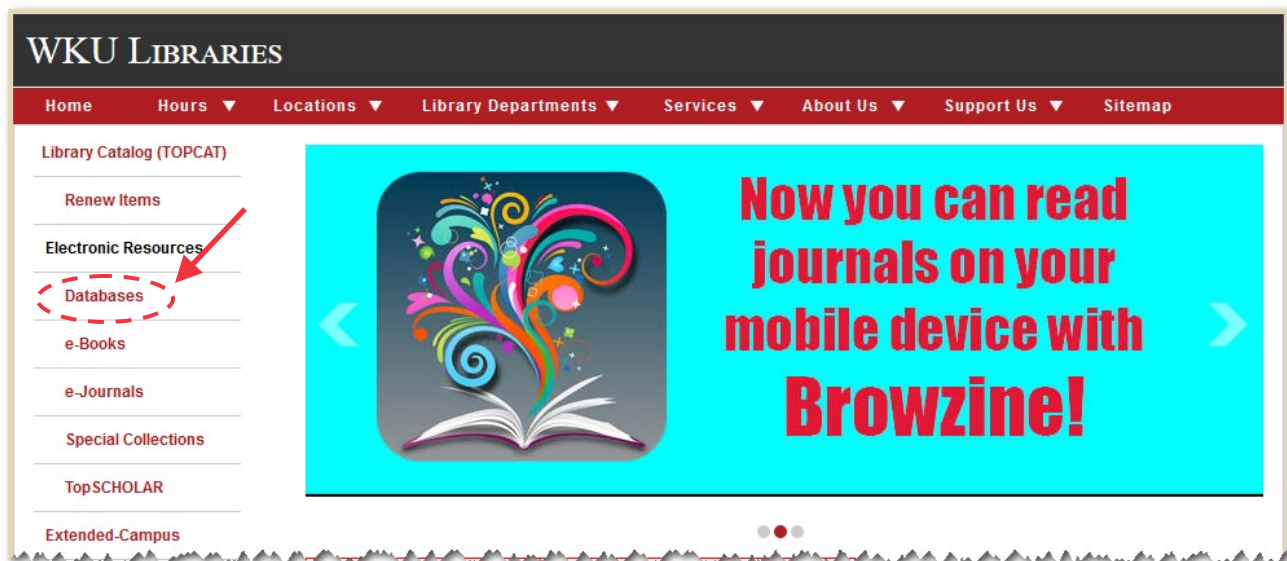 WKU LIBRARIES
Home Hours ▼ Locations ▼ Library Departments ▼ Services ▼ About Us ▼ Support Us ▼ Sitemap
Library Catalog (TOPCAT)
Renew Items
Electronic Resources
Databases
e-Books
e-Journals
Special Collections
TopSCHOLAR
Extended-Campus
Now you can read
journals on your
mobile device with
Browzine!